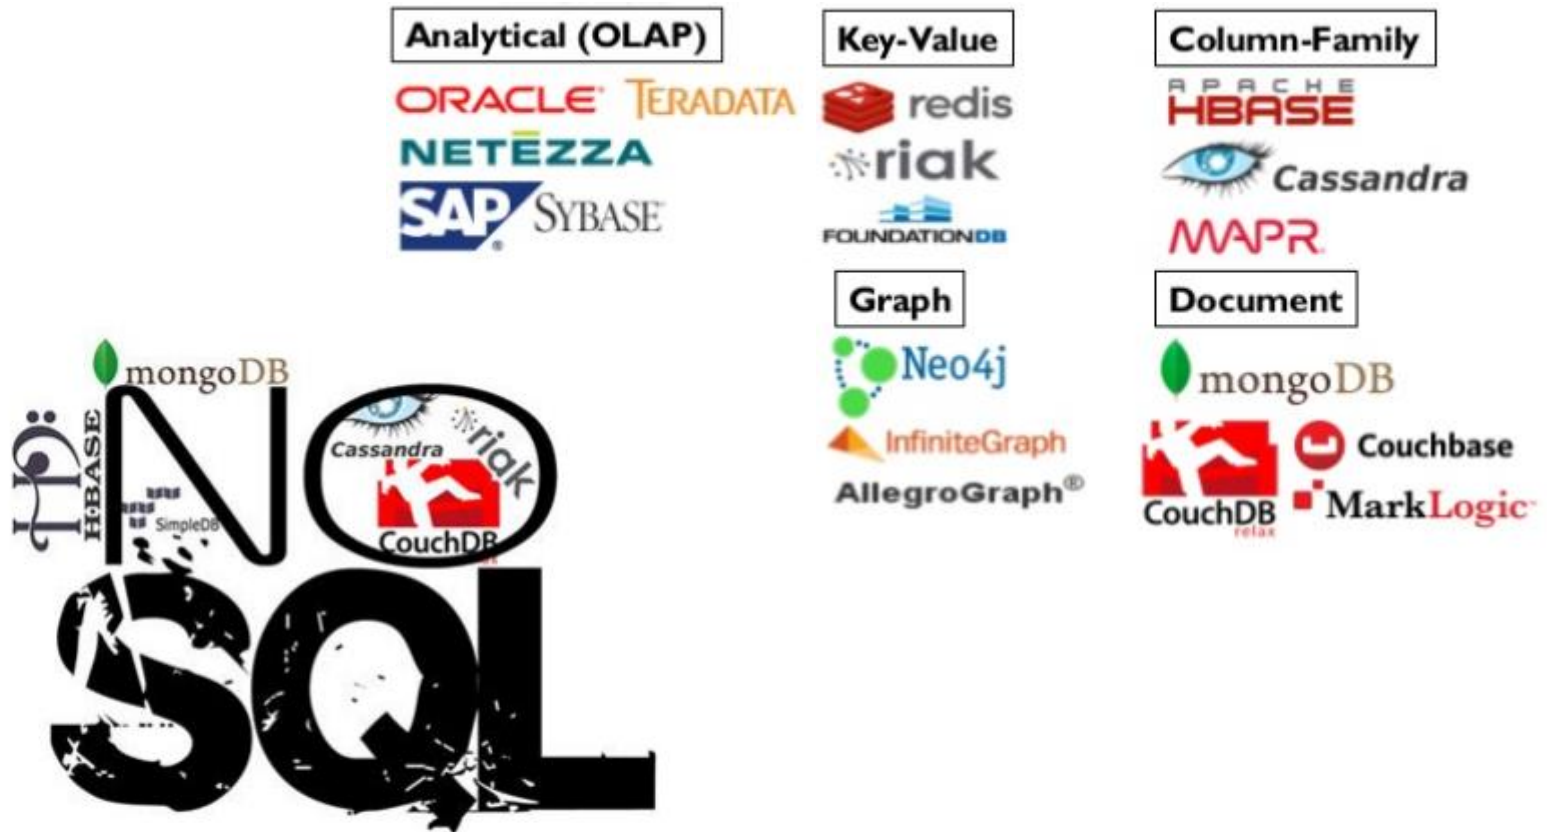 Analytical (OLAP)
ORACLE® TERADATA
NETEZZA
SAP® SYBASE®
Key-Value
redis
riak
FOUNDATIONDB
Column-Family
APACHE
HBASE
Cassandra
MAPR
Graph
Neo4j
InfiniteGraph
AllegroGraph®
Document
mongoDB
CouchDB
relax
Couchbase
MarkLogic™
mongoDB
HBASE
NO
SimpleDB
Cassandra
riak
CouchDB
SQL